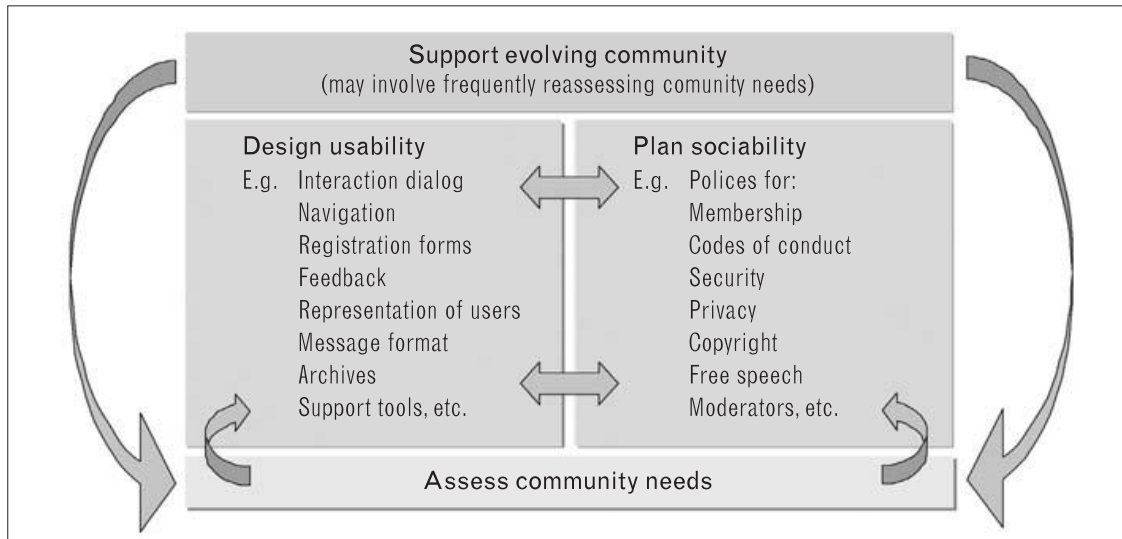 Support evolving community
(may involve frequently reassessing comunity needs)
Design usability
E.g. Interaction dialog
Navigation
Registration forms
Feedback
Representation of users
Message format
Archives
Support tools, etc.
Plan sociability
E.g. Polices for:
Membership
Codes of conduct
Security
Privacy
Copyright
Free speech
Moderators, etc.
Assess community needs